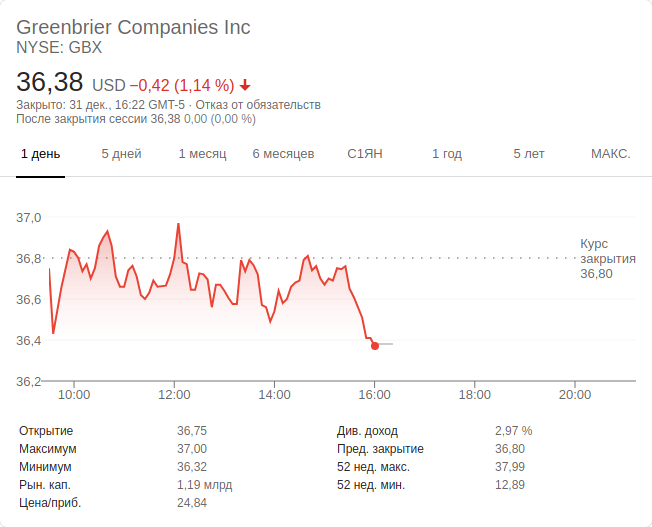 Greenbrier Companies Inc
NYSE: GBX
36,38 USD −0,42 (1,14 %)
Закрыто: 31 дек., 16:22 GMT-5 · Отказ от обязательств
После закрытия сессии 36,38 0,00 (0,00 %)
1 день 5 дней 1 месяц 6 месяцев С1ЯН 1 год 5 лет МАКС.
37,0
Курс
36,8 закрытия
36,80
36,6
36,4
36,2
10:00 12:00 14:00 16:00 18:00 20:00
Открытие 36,75 Див. доход 2,97 %
Максимум 37,00 Пред. закрытие 36,80
Минимум 36,32 52 нед. макс. 37,99
Рын. кап. 1,19 млрд 52 нед. мин. 12,89
Цена/приб. 24,84